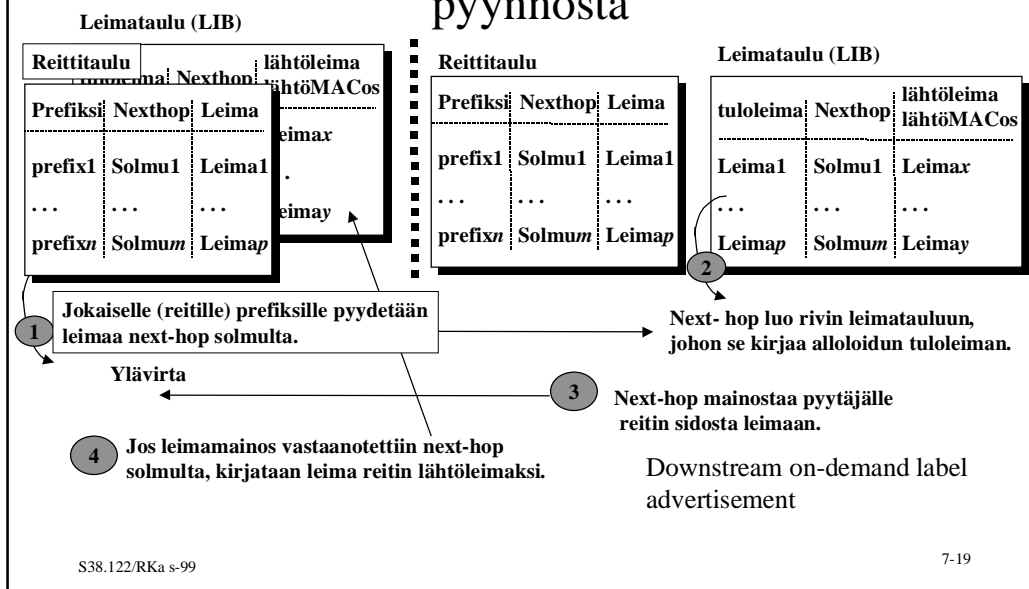 pyynnöstä
Leimataulu (LIB)
Reittitaulu
Nexthop lähtöleima
lähtöMACos
Prefiksi Nexthop Leima
eimax
prefix1 Solmu1 Leima1
.
. . . . . . . . .
eimay
prefixn Solmum Leimap
Reittitaulu
Prefiksi Nexthop Leima
prefix1 Solmu1 Leima1
. . . . . . . . .
prefixn Solmum Leimap
Leimataulu (LIB)
tuloleima Nexthop lähtöleima
lähtöMACos
Leima1 Solmu1 Leimax
. . . . . . . . .
Leimap Solmum Leimay
1
Jokaiselle (reitille) prefiksille pyydetään
leimaa next-hop solmulta.
2
Next- hop luo rivin leimatauluun,
johon se kirjaa alloloidun tuloleiman.
Ylävirta
3
Next-hop mainostaa pyytäjälle
reitin sidosta leimaan.
4
Jos leimamainos vastaanotettiin next-hop
solmulta, kirjataan leima reitin lähtöleimaksi.
Downstream on-demand label
advertisement
S38.122/RKa s-99
7-19